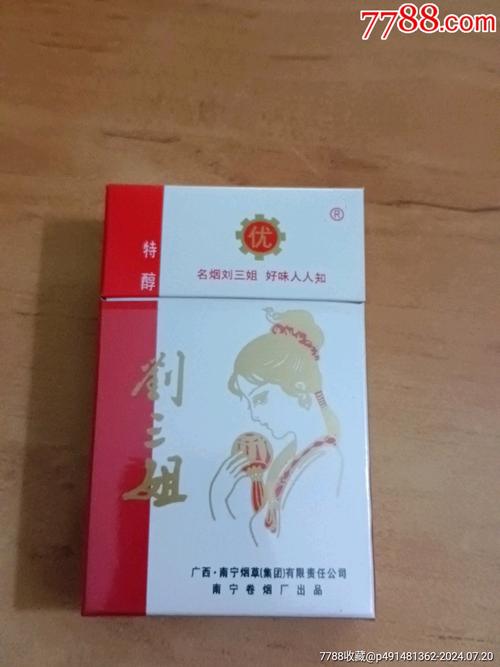 7788.com
®
优
特醇
名烟刘三姐 好味人人知
劉三姐
广西·南宁烟草(集团)有限责任公司
南宁卷烟厂出品
7788收藏@p491481362-2024.07.20